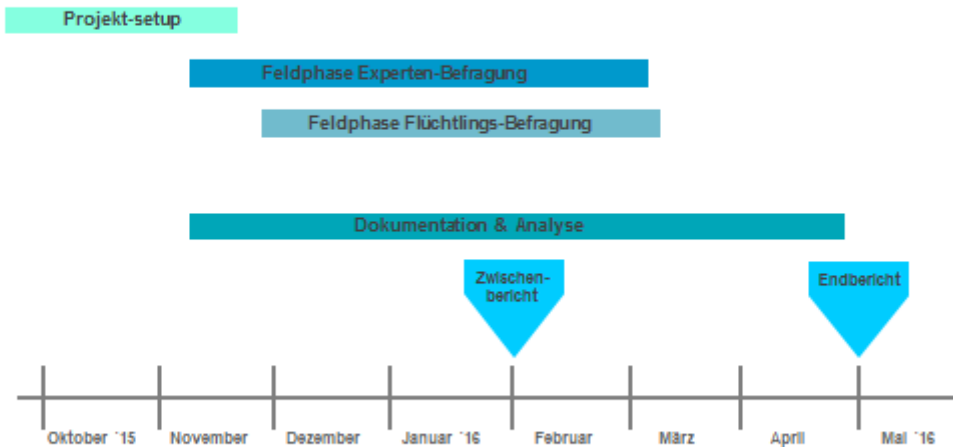 Projekt-setup
Feldphase Experten-Befragung
Feldphase Flüchtlings-Befragung
Dokumentation & Analyse
Zwischen-
bericht
Endbericht
Oktober ´15
November
Dezember
Januar ´16
Februar
März
April
Mai ´16